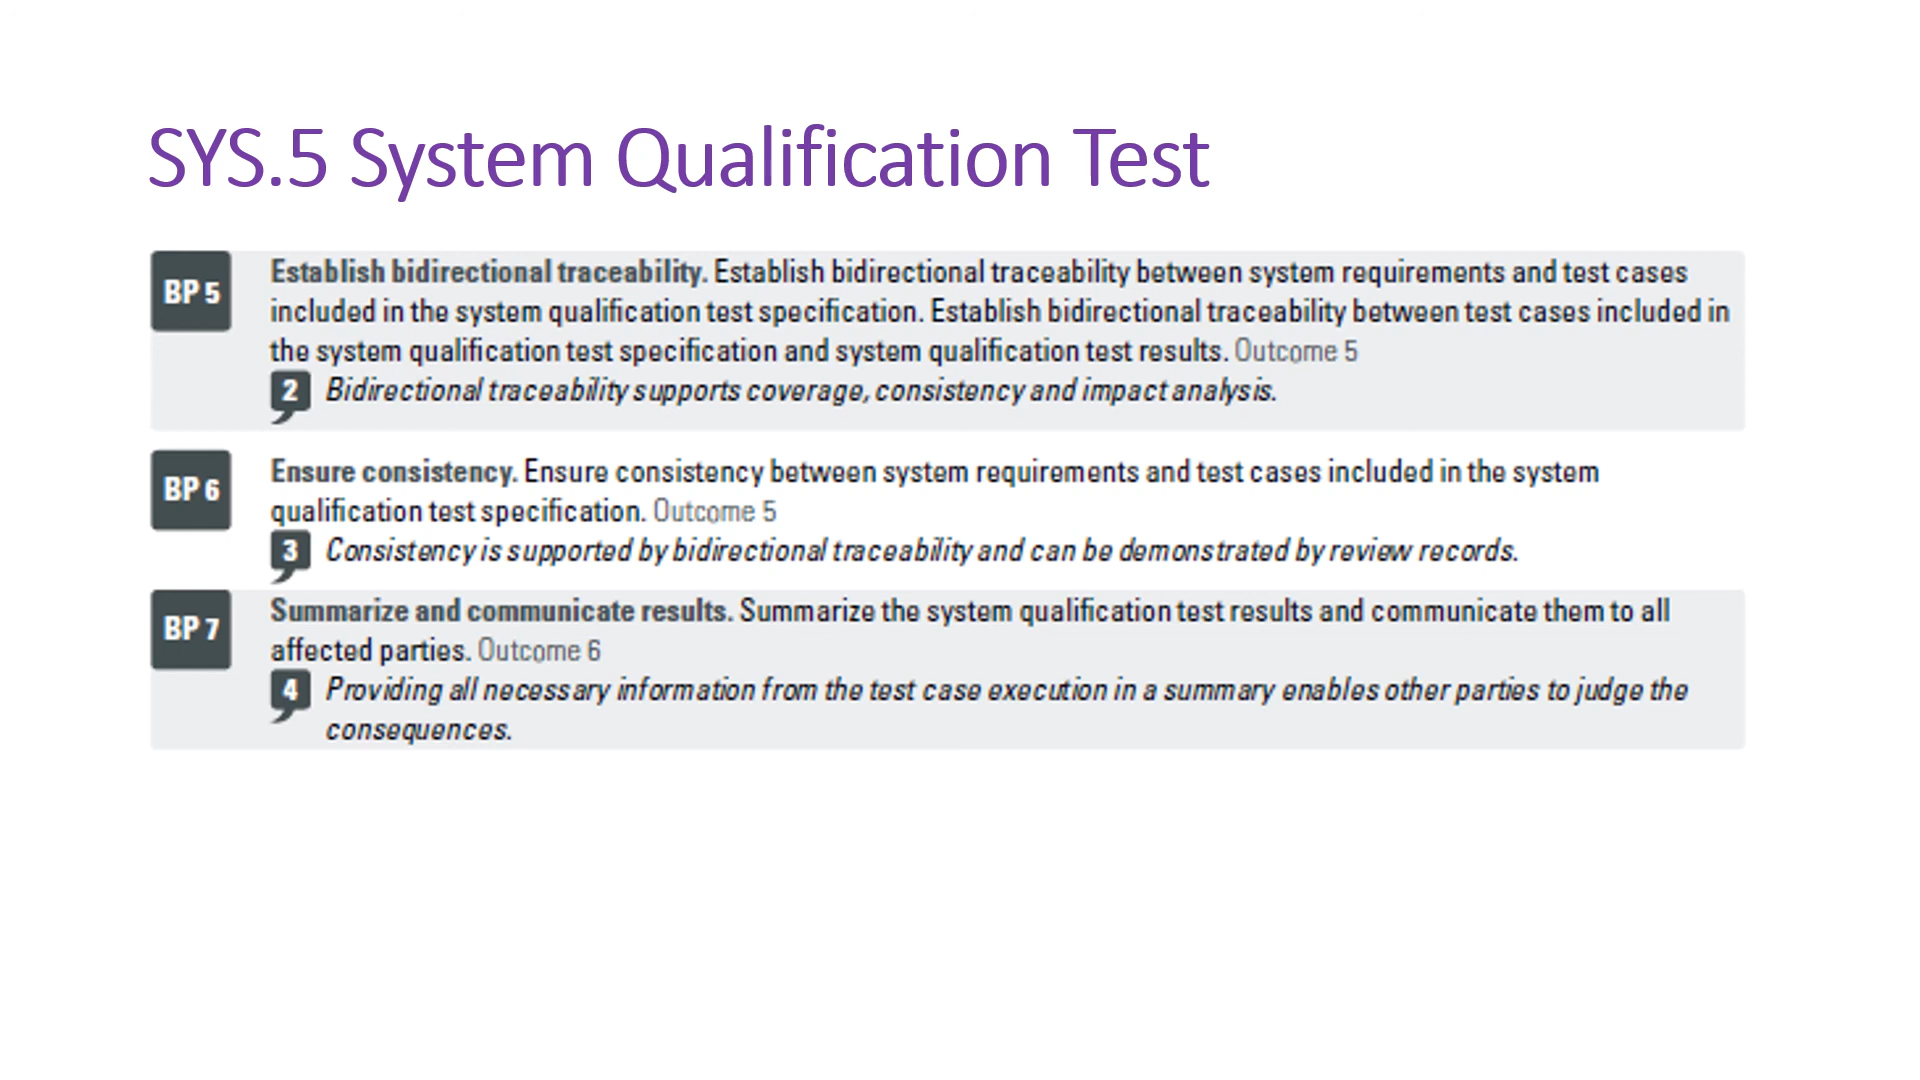 SYS.5 System Qualification Test
BP 5
Establish bidirectional traceability. Establish bidirectional traceability between system requirements and test cases
included in the system qualification test specification. Establish bidirectional traceability between test cases included in
the system qualification test specification and system qualification test results. Outcome 5
2 Bidirectional traceability supports coverage, consistency and impact analysis.
BP 6
Ensure consistency. Ensure consistency between system requirements and test cases included in the system
qualification test specification. Outcome 5
3 Consistency is supported by bidirectional traceability and can be demonstrated by review records.
BP 7
Summarize and communicate results. Summarize the system qualification test results and communicate them to all
affected parties. Outcome 6
4 Providing all necessary information from the test case execution in a summary enables other parties to judge the
consequences.